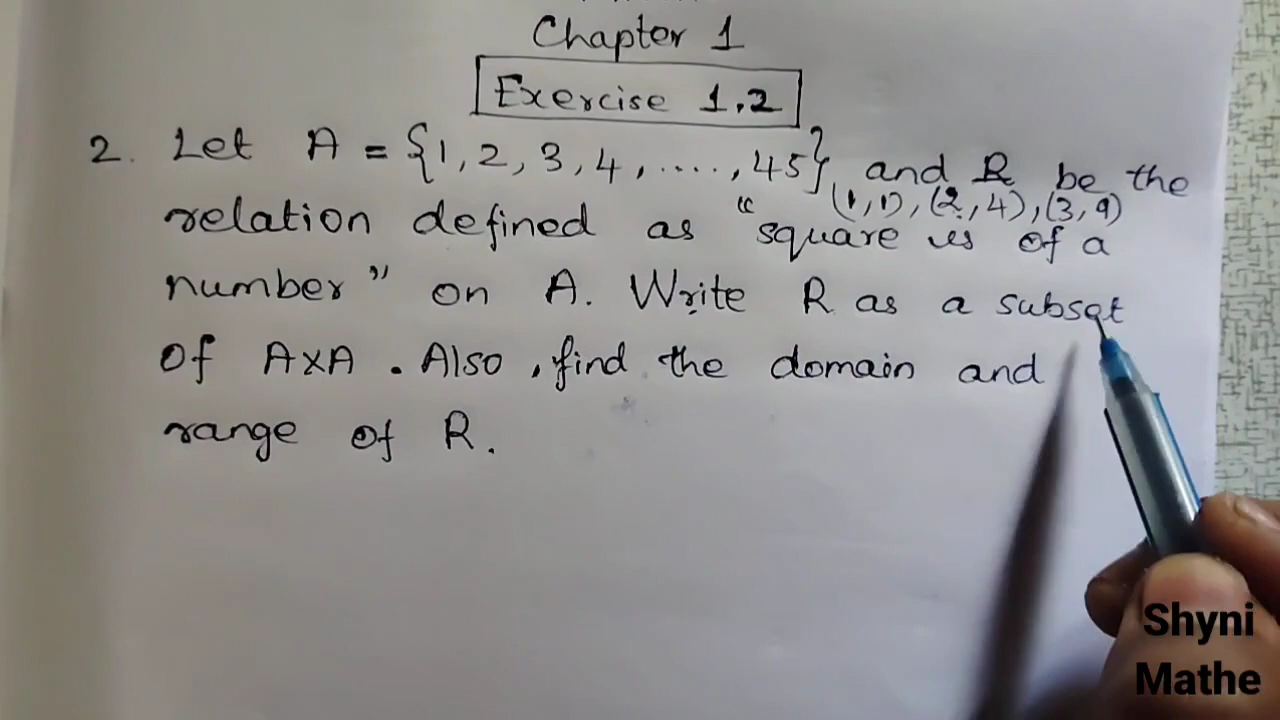 Chapter 1
Exercise 1.2
2. Let A = {1, 2, 3, 4, ...., 45} and R be the
(1,1), (2,4), (3,9)
relation defined as "square is of a
number" on A. Write R as a subset
of A×A. Also, find the domain and
range of R.
Shyni
Mathe